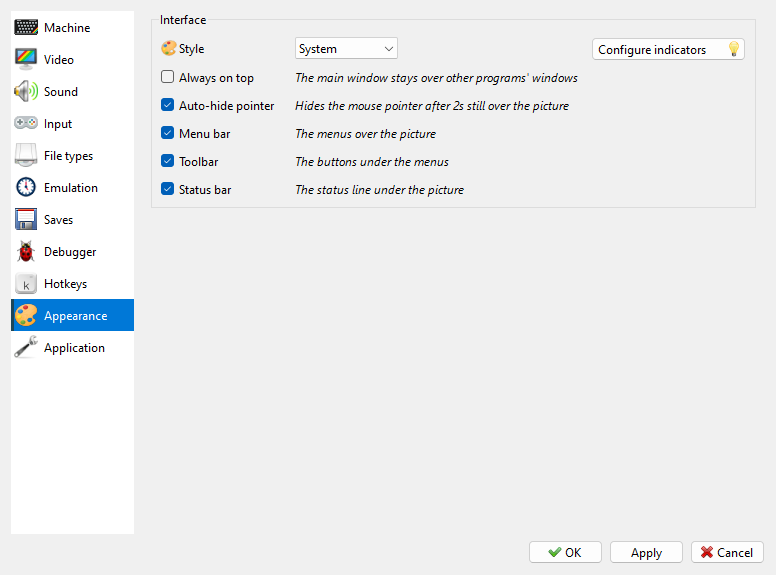 Machine
Video
Sound
Input
File types
Emulation
Saves
Debugger
Hotkeys
Appearance
Application
Interface
Style System Configure indicators
Always on top The main window stays over other programs' windows
Auto-hide pointer Hides the mouse pointer after 2s still over the picture
Menu bar The menus over the picture
Toolbar The buttons under the menus
Status bar The status line under the picture
OK Apply Cancel